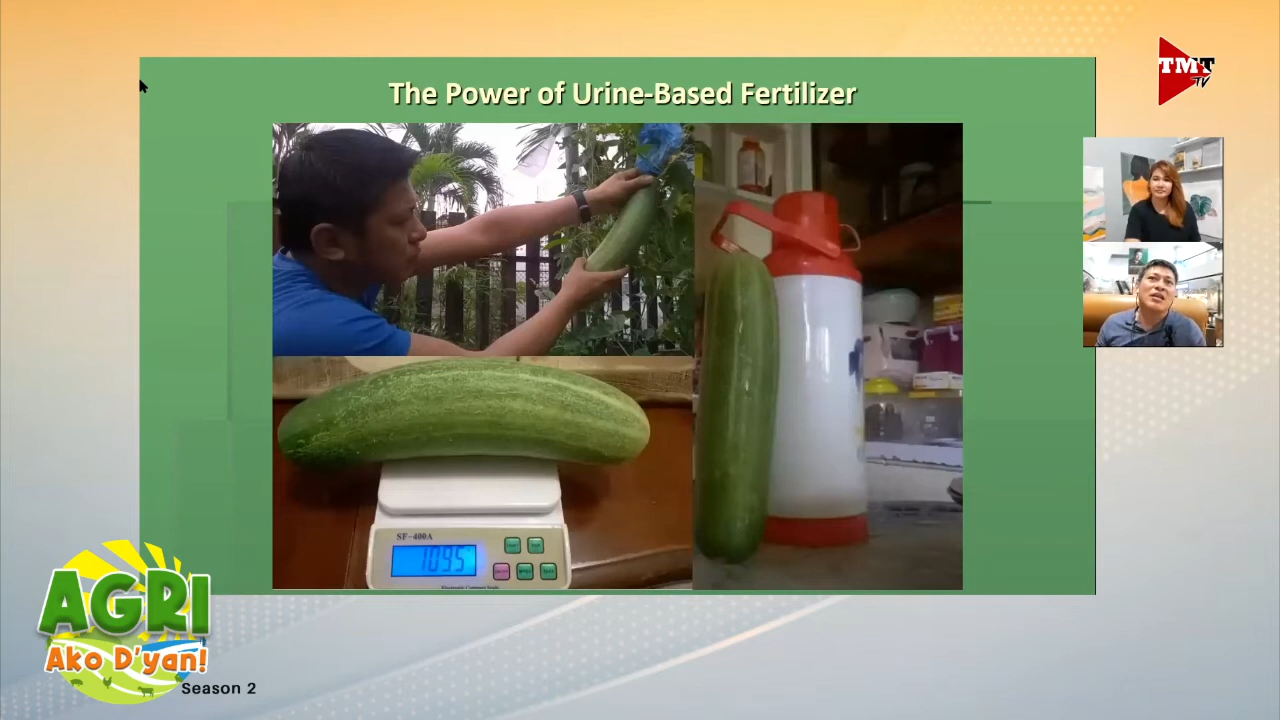 The Power of Urine-Based Fertilizer
TMT
TV
SF-400A
1095
AGRI
Ako D'yan!
Season 2